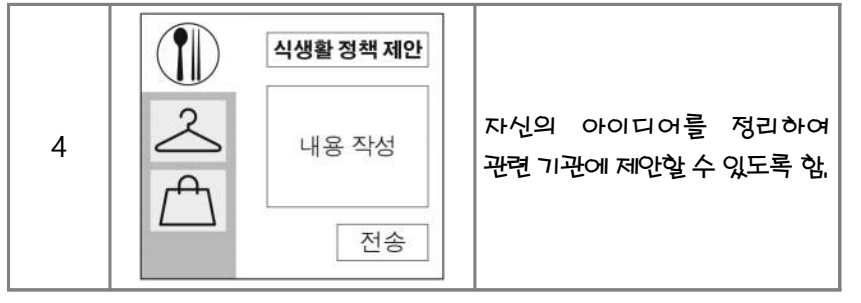 4
식생활 정책 제안
내용 작성
전송
자신의 아이디어를 정리하여
관련 기관에 제안할 수 있도록 함.